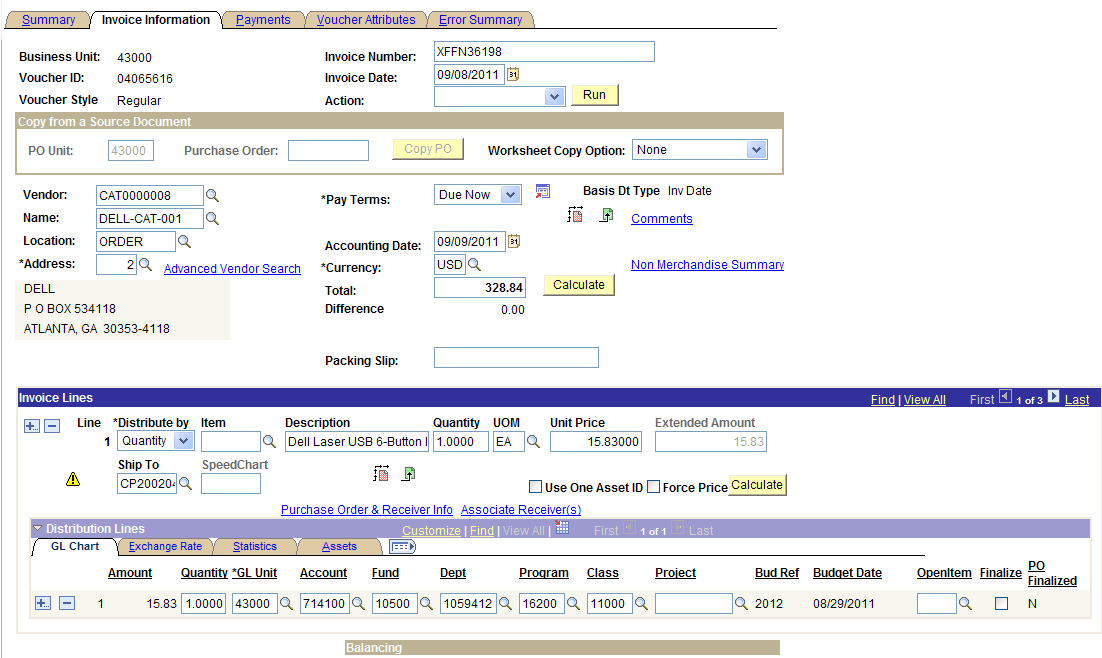 Summary Invoice Information Payments Voucher Attributes Error Summary
Business Unit: 43000 Invoice Number: XFFN36198
Voucher ID: 04065616 Invoice Date: 09/08/2011 31
Voucher Style Regular Action: Run
Copy from a Source Document
PO Unit: 43000 Purchase Order: Copy PO Worksheet Copy Option: None
Vendor: CAT0000008 *Pay Terms: Due Now Basis Dt Type Inv Date
Name: DELL-CAT-001 Comments
Location: ORDER Accounting Date: 09/09/2011 31
*Address: 2 Advanced Vendor Search *Currency: USD Non Merchandise Summary
DELL Total: 328.84 Calculate
P O BOX 534118 Difference 0.00
ATLANTA, GA 30353-4118
Packing Slip:
Invoice Lines Find | View All First 1 of 3 Last
Line *Distribute by Item Description Quantity UOM Unit Price Extended Amount
1 Quantity Dell Laser USB 6-Button 1.0000 EA 15.83000 15.83
Ship To SpeedChart
CP200204 Use One Asset ID Force Price Calculate
Purchase Order & Receiver Info Associate Receiver(s)
Distribution Lines Customize | Find | View All | First 1 of 1 Last
GL Chart Exchange Rate Statistics Assets
Amount Quantity *GL Unit Account Fund Dept Program Class Project Bud Ref Budget Date OpenItem Finalize PO Finalized
1 15.83 1.0000 43000 714100 10500 1059412 16200 11000 2012 08/29/2011 N
Balancing